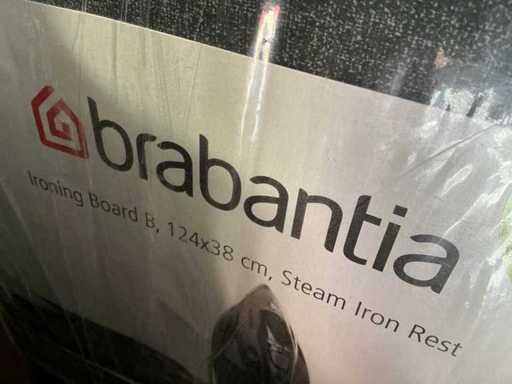 brabantia
Ironing Board B, 124x38 cm, Steam Iron Rest